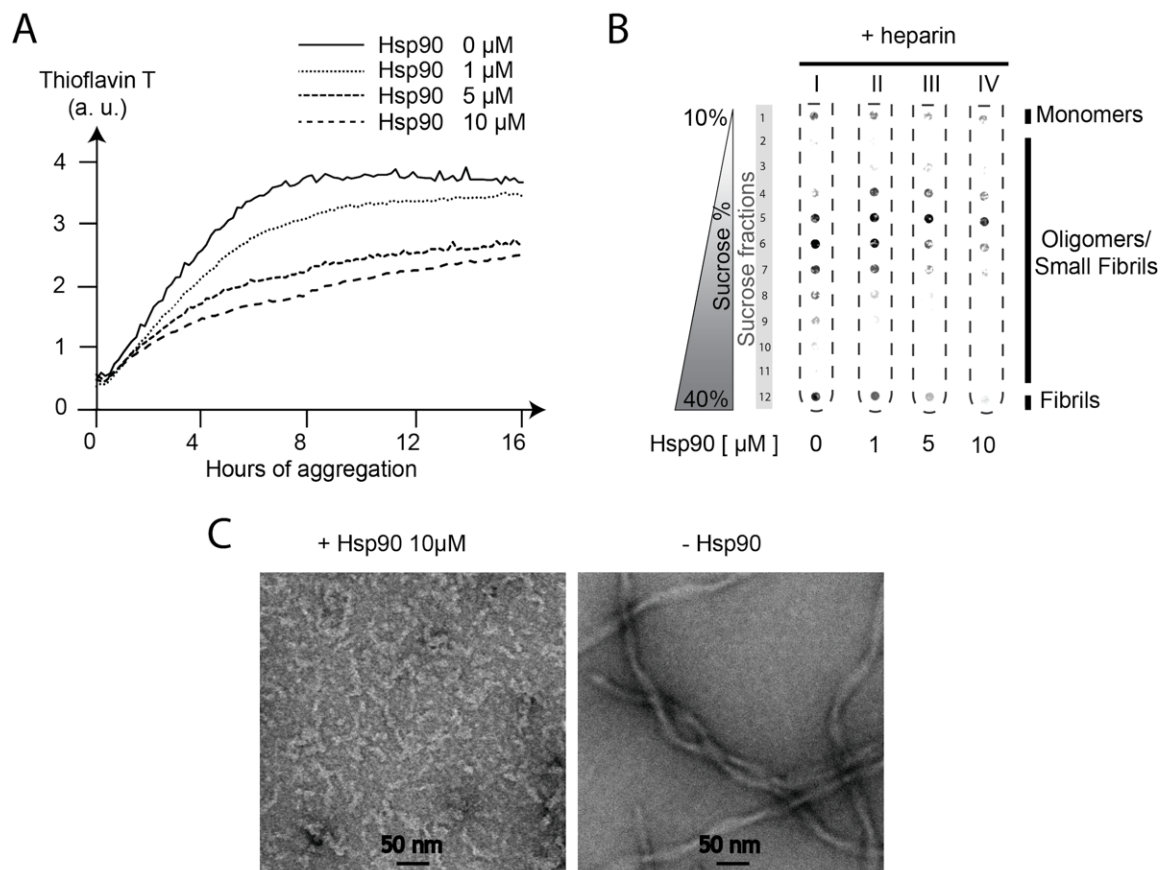 A
Thioflavin T
(a. u.)
Hsp90 0 µM
Hsp90 1 µM
Hsp90 5 µM
Hsp90 10 µM
4
3
2
1
0
0 4 8 12 16
Hours of aggregation
B
+ heparin
I II III IV
10%
40%
Sucrose %
Sucrose fractions
1
2
3
4
5
6
7
8
9
10
11
12
Monomers
Oligomers/
Small Fibrils
Fibrils
Hsp90 [ µM ] 0 1 5 10
C
+ Hsp90 10µM
- Hsp90
50 nm
50 nm